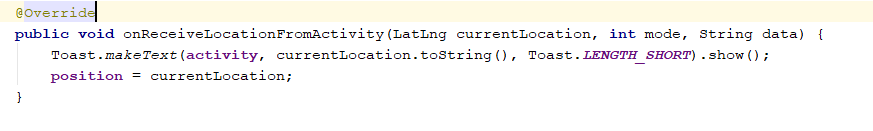 @Override
public void onReceiveLocationFromActivity(LatLng currentLocation, int mode, String data) {
    Toast.makeText(activity, currentLocation.toString(), Toast.LENGTH_SHORT).show();
    position = currentLocation;
}